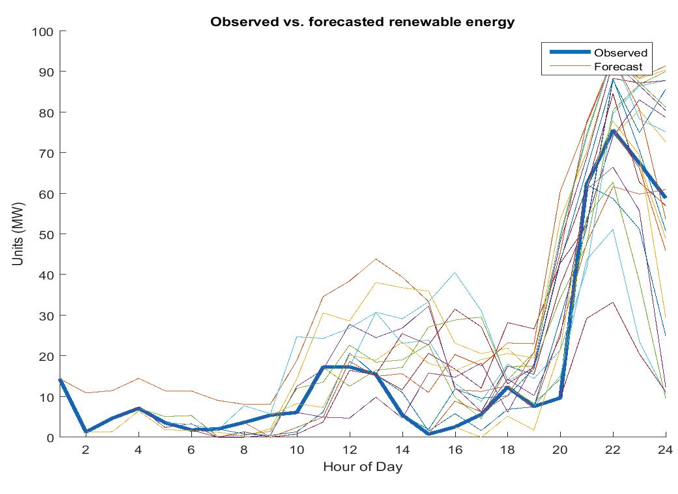 Observed vs. forecasted renewable energy
100
90
80
70
60
50
40
30
20
10
0
Units (MW)
Observed
Forecast
2 4 6 8 10 12 14 16 18 20 22 24
Hour of Day